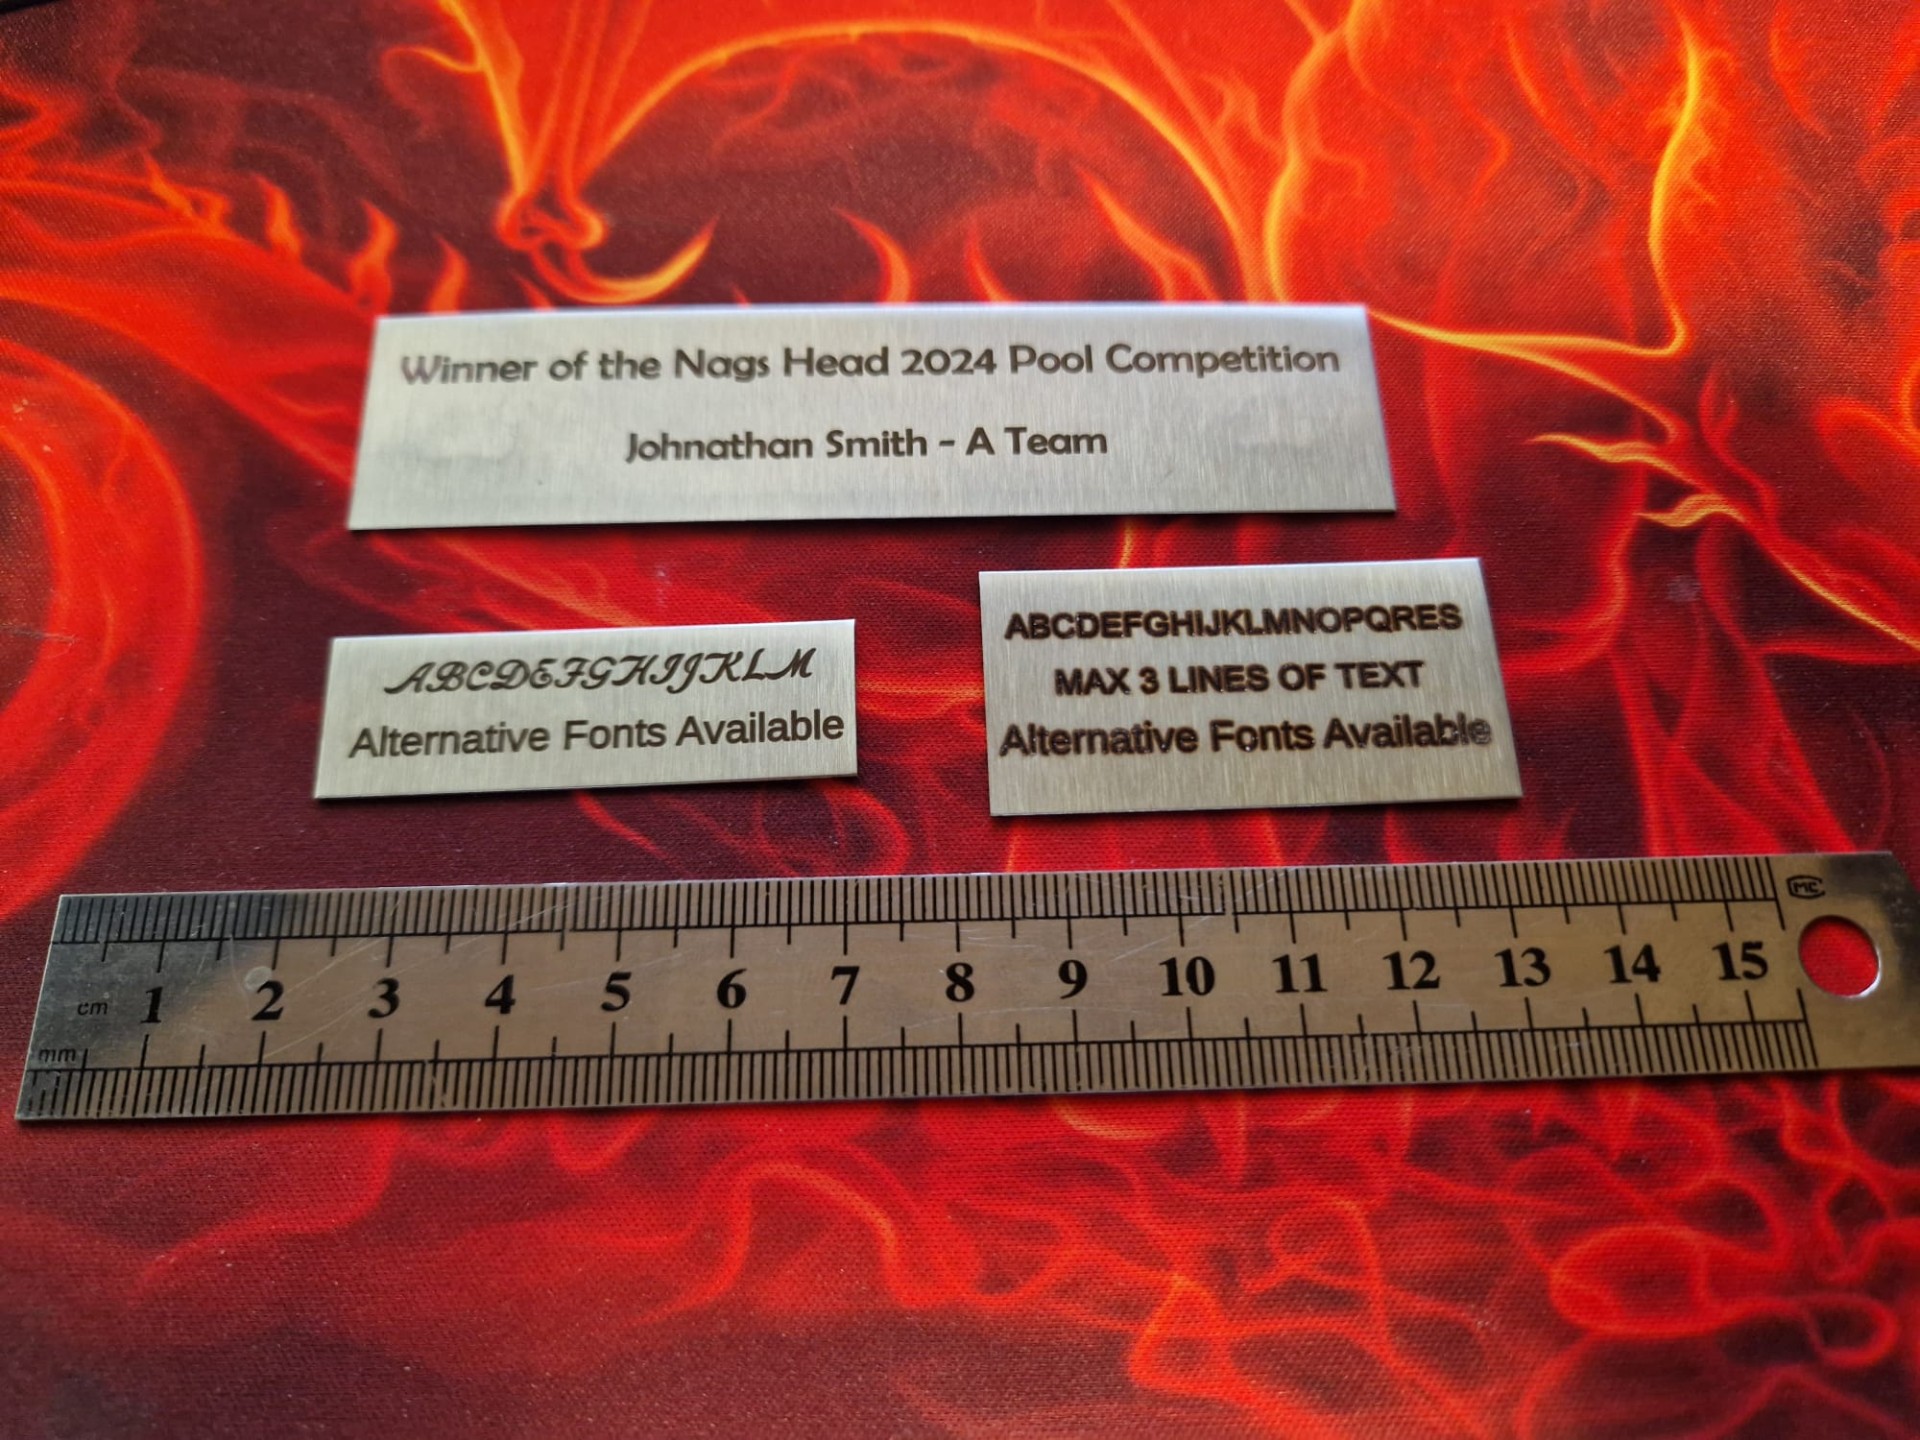 Winner of the Nags Head 2024 Pool Competition
Johnathan Smith - A Team
ABCDEFGHIJKLM
Alternative Fonts Available
ABCDEFGHIJKLMNOPQRES
MAX 3 LINES OF TEXT
Alternative Fonts Available
MC
cm 1 2 3 4 5 6 7 8 9 10 11 12 13 14 15
mm